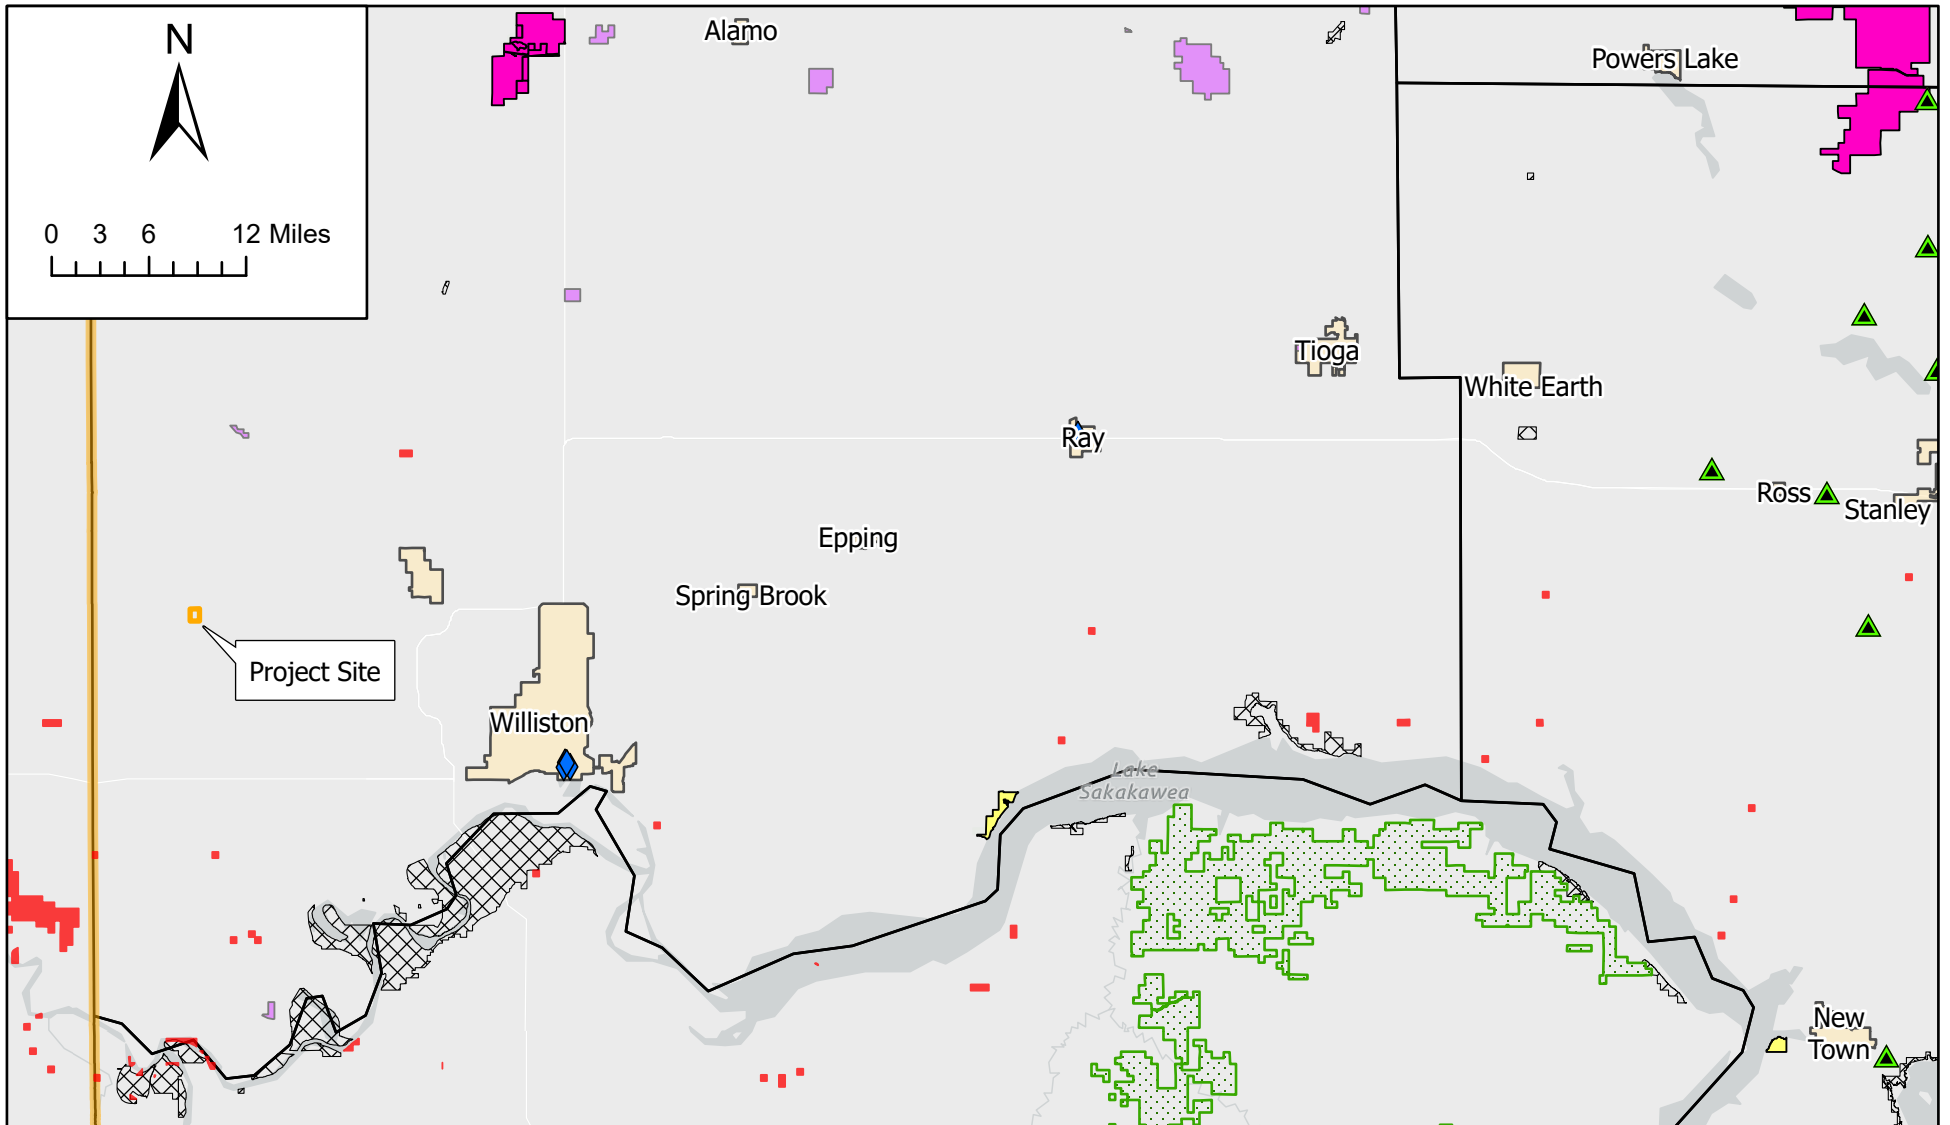 N
Alamo
Powers Lake
0 3 6 12 Miles
Tioga
White Earth
Ray
Ross
Stanley
Epping
Spring Brook
Project Site
Williston
Lake
Sakakawea
New
Town